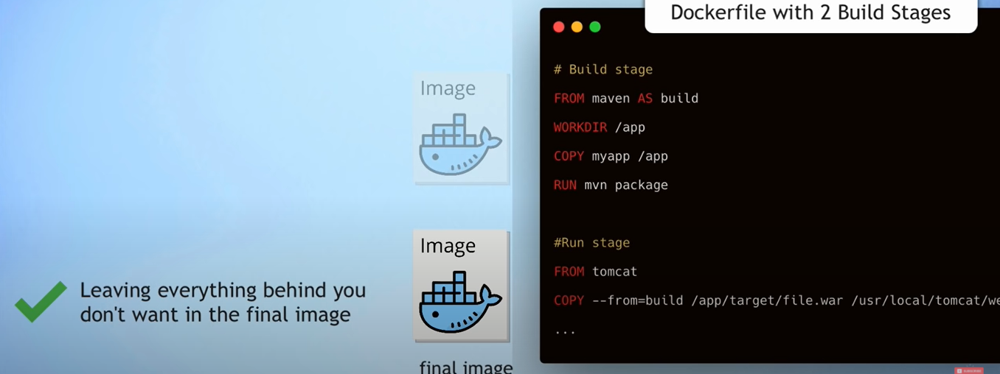 Dockerfile with 2 Build Stages
Image
Image
Leaving everything behind you
don't want in the final image
final image
# Build stage
FROM maven AS build
WORKDIR /app
COPY myapp /app
RUN mvn package
#Run stage
FROM tomcat
COPY --from=build /app/target/file.war /usr/local/tomcat/we
...